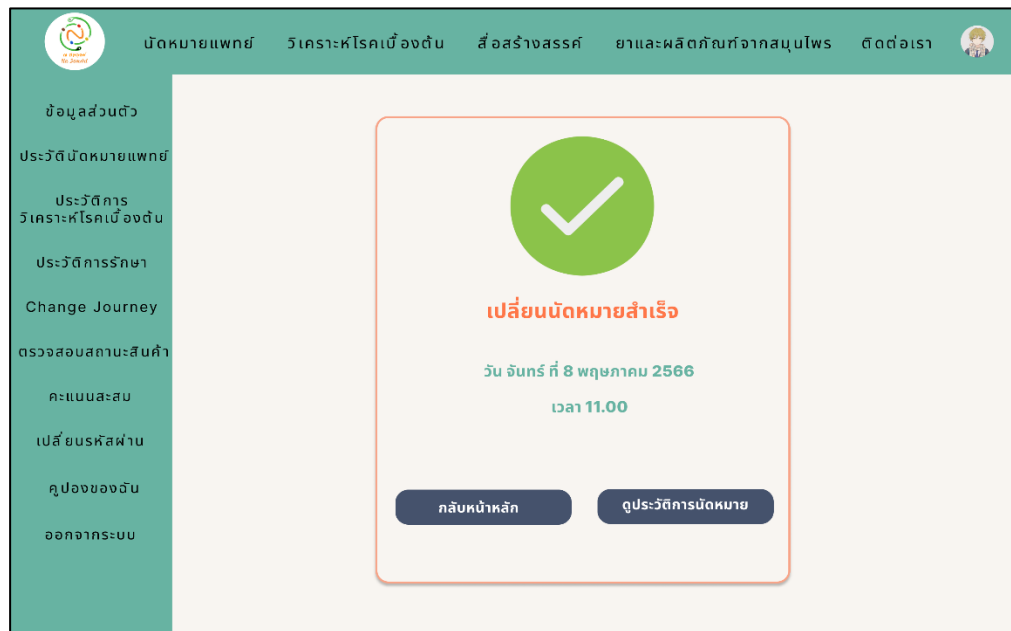 นัดหมายแพทย์ วิเคราะห์โรคเบื้องต้น สื่อสร้างสรรค์ ยาและผลิตภัณฑ์จากสมุนไพร ติดต่อเรา
ข้อมูลส่วนตัว
ประวัตินัดหมายแพทย์
ประวัติการ
วิเคราะห์โรคเบื้องต้น
ประวัติการรักษา
Change Journey
ตรวจสอบสถานะสินค้า
คะแนนสะสม
เปลี่ยนรหัสผ่าน
คูปองของฉัน
ออกจากระบบ
เปลี่ยนนัดหมายสำเร็จ
วัน จันทร์ ที่ 8 พฤษภาคม 2566
เวลา 11.00
กลับหน้าหลัก
ดูประวัติการนัดหมาย